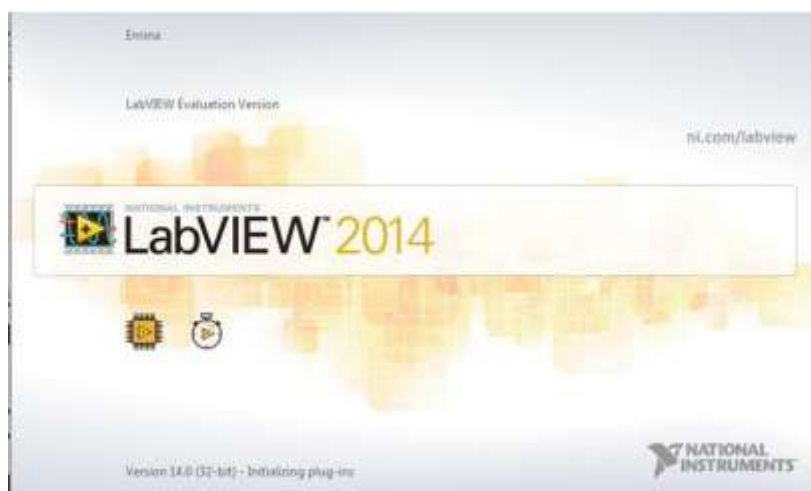 Emina
LabVIEW Evaluation Version
ni.com/labview
NATIONAL INSTRUMENTS
LabVIEW™ 2014
Version 14.0 (32-bit) - Initializing plug-ins
NATIONAL
INSTRUMENTS